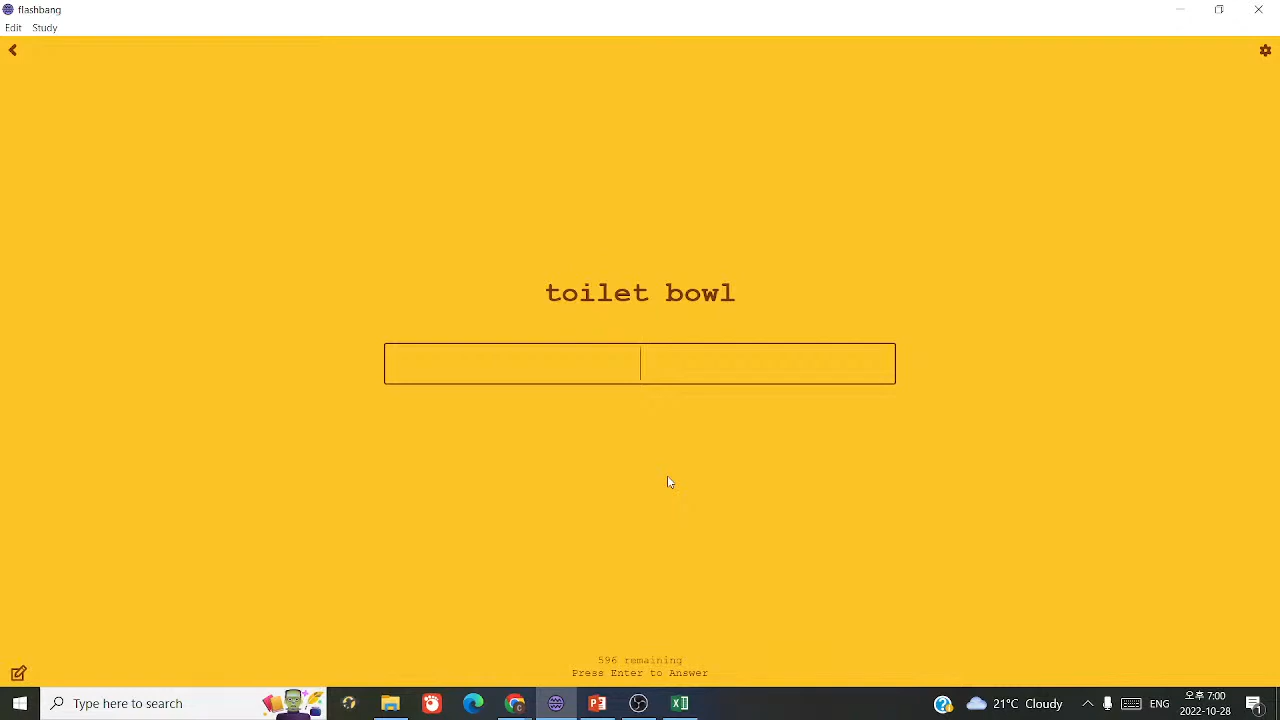 flashbang
Edit Study
toilet bowl
596 remaining
Press Enter to Answer
Type here to search
21°C Cloudy
ENG
오후 7:00
2022-10-28
1